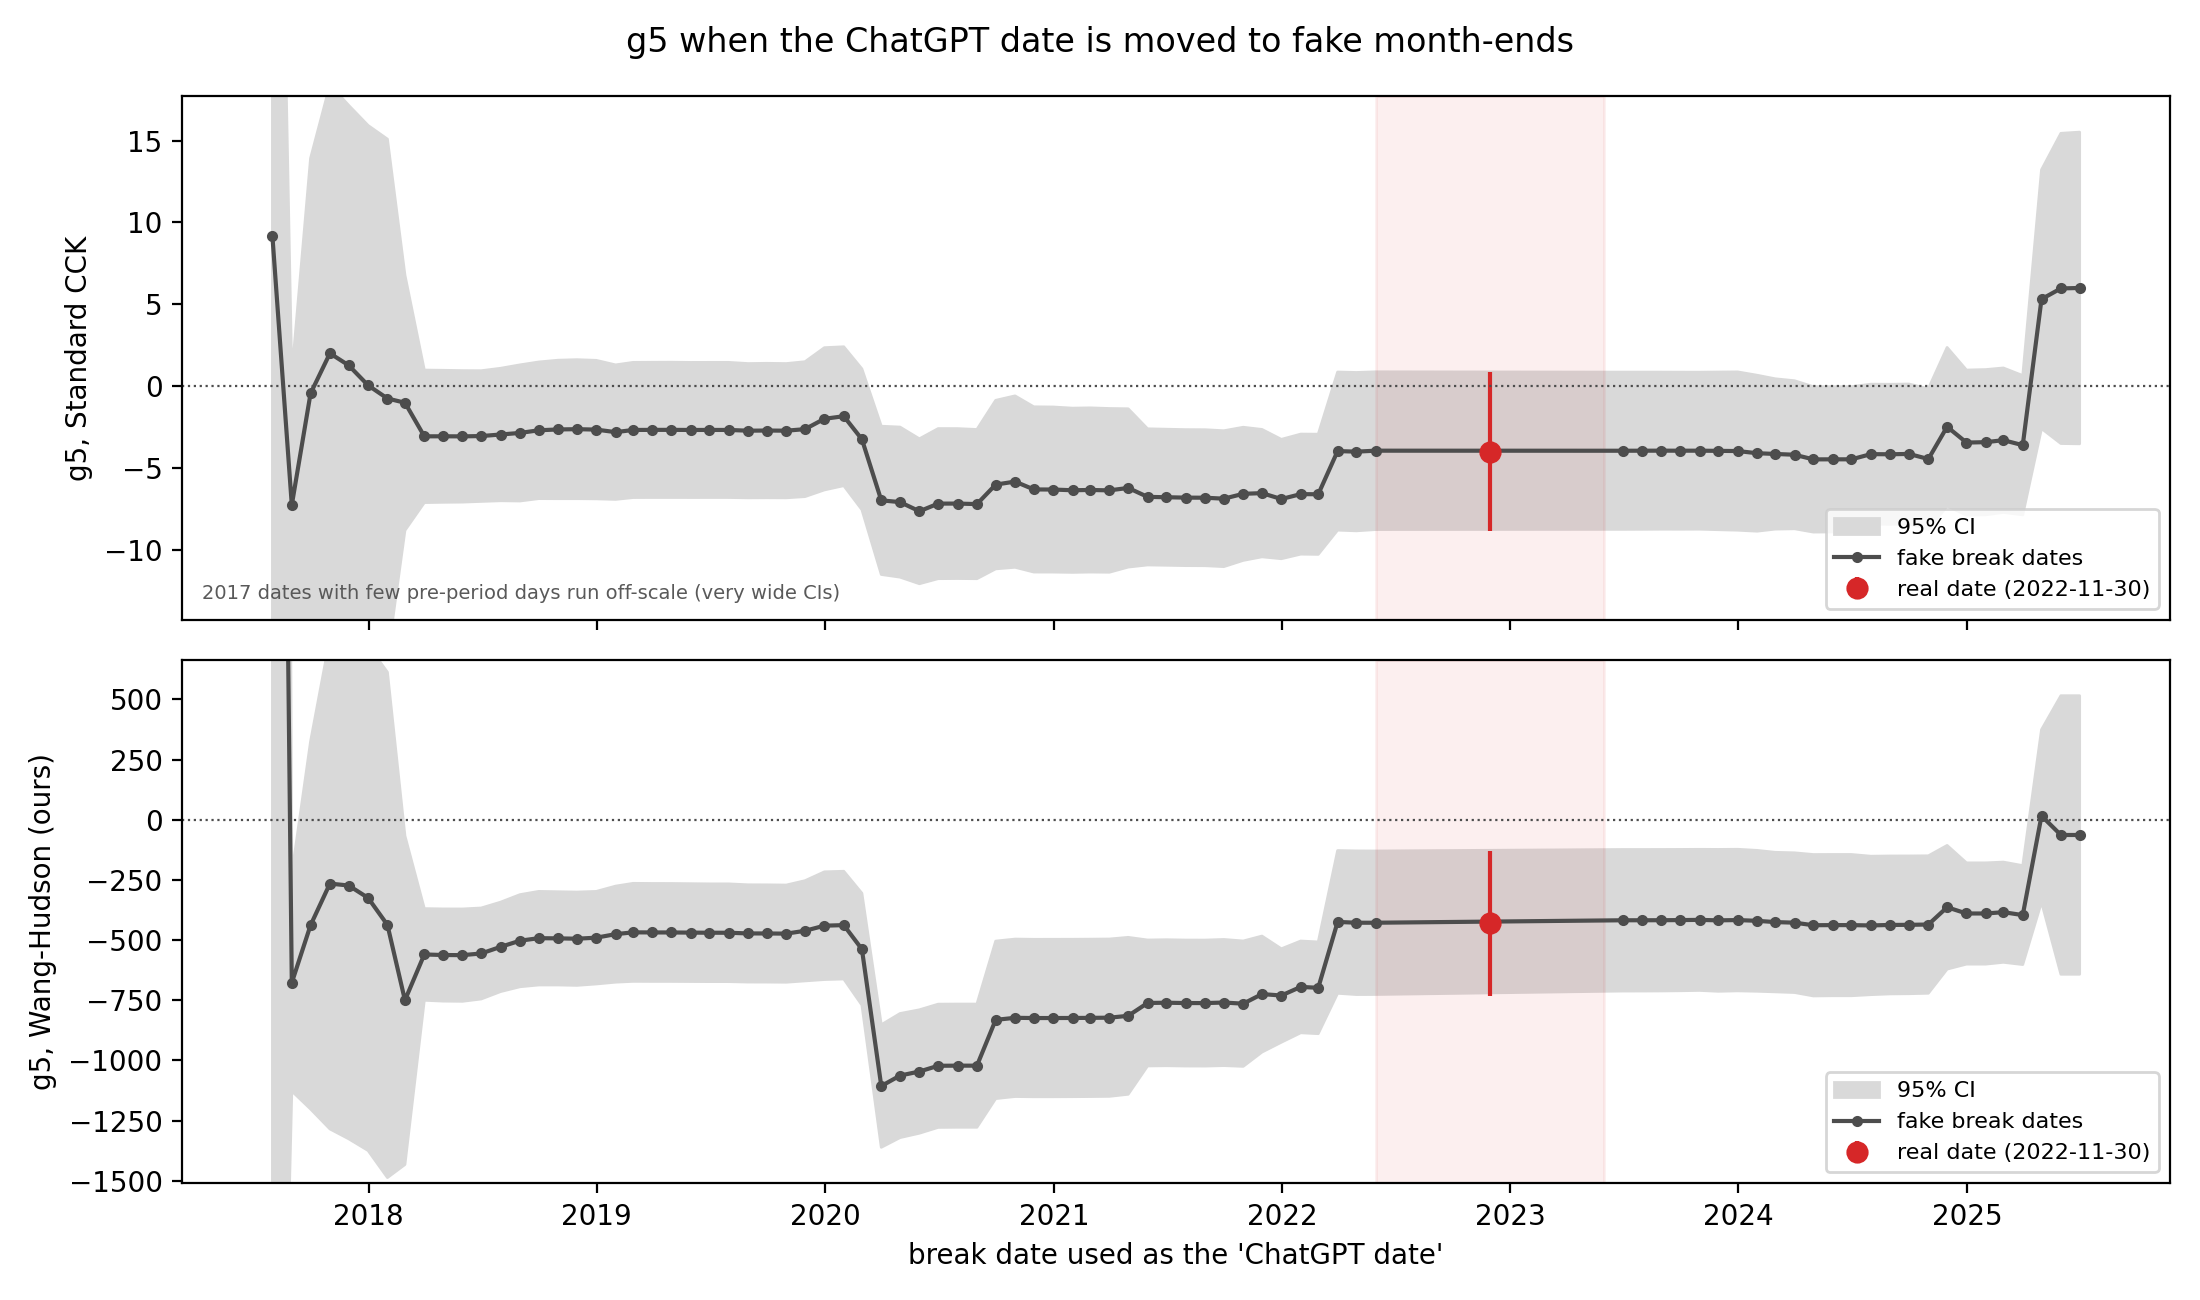 g5 when the ChatGPT date is moved to fake month-ends
g5, Standard CCK
15
10
5
0
−5
−10
2017 dates with few pre-period days run off-scale (very wide CIs)
95% CI
fake break dates
real date (2022-11-30)
g5, Wang-Hudson (ours)
500
250
0
−250
−500
−750
−1000
−1250
−1500
95% CI
fake break dates
real date (2022-11-30)
2018 2019 2020 2021 2022 2023 2024 2025
break date used as the 'ChatGPT date'